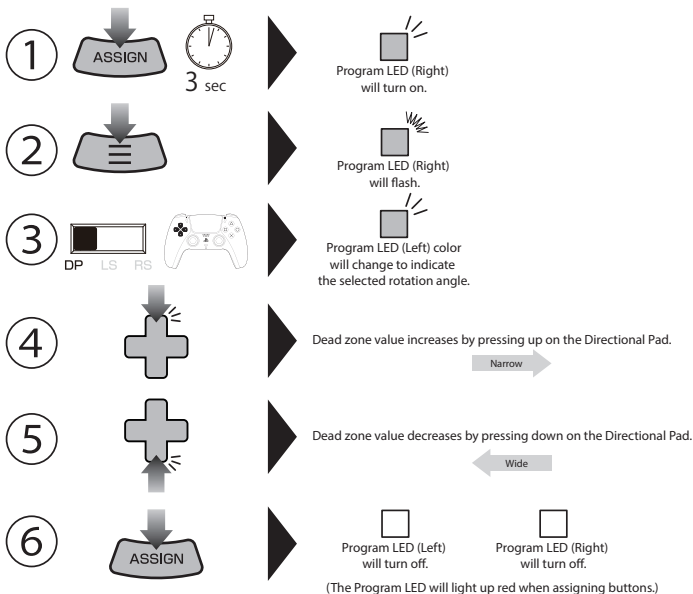 1
ASSIGN
3 sec
Program LED (Right)
will turn on.
2
Program LED (Right)
will flash.
3
DP LS RS
Program LED (Left) color
will change to indicate
the selected rotation angle.
4
Dead zone value increases by pressing up on the Directional Pad.
Narrow
5
Dead zone value decreases by pressing down on the Directional Pad.
Wide
6
ASSIGN
Program LED (Left)
will turn off.
Program LED (Right)
will turn off.
(The Program LED will light up red when assigning buttons.)